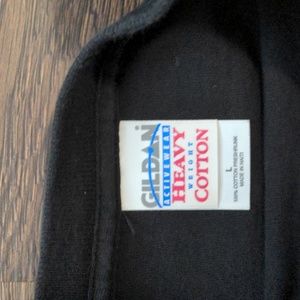 GILDAN
ACTIVEWEAR
HEAVY
WEIGHT
COTTON
L
100% COTTON PRESHRUNK
MADE IN HAITI